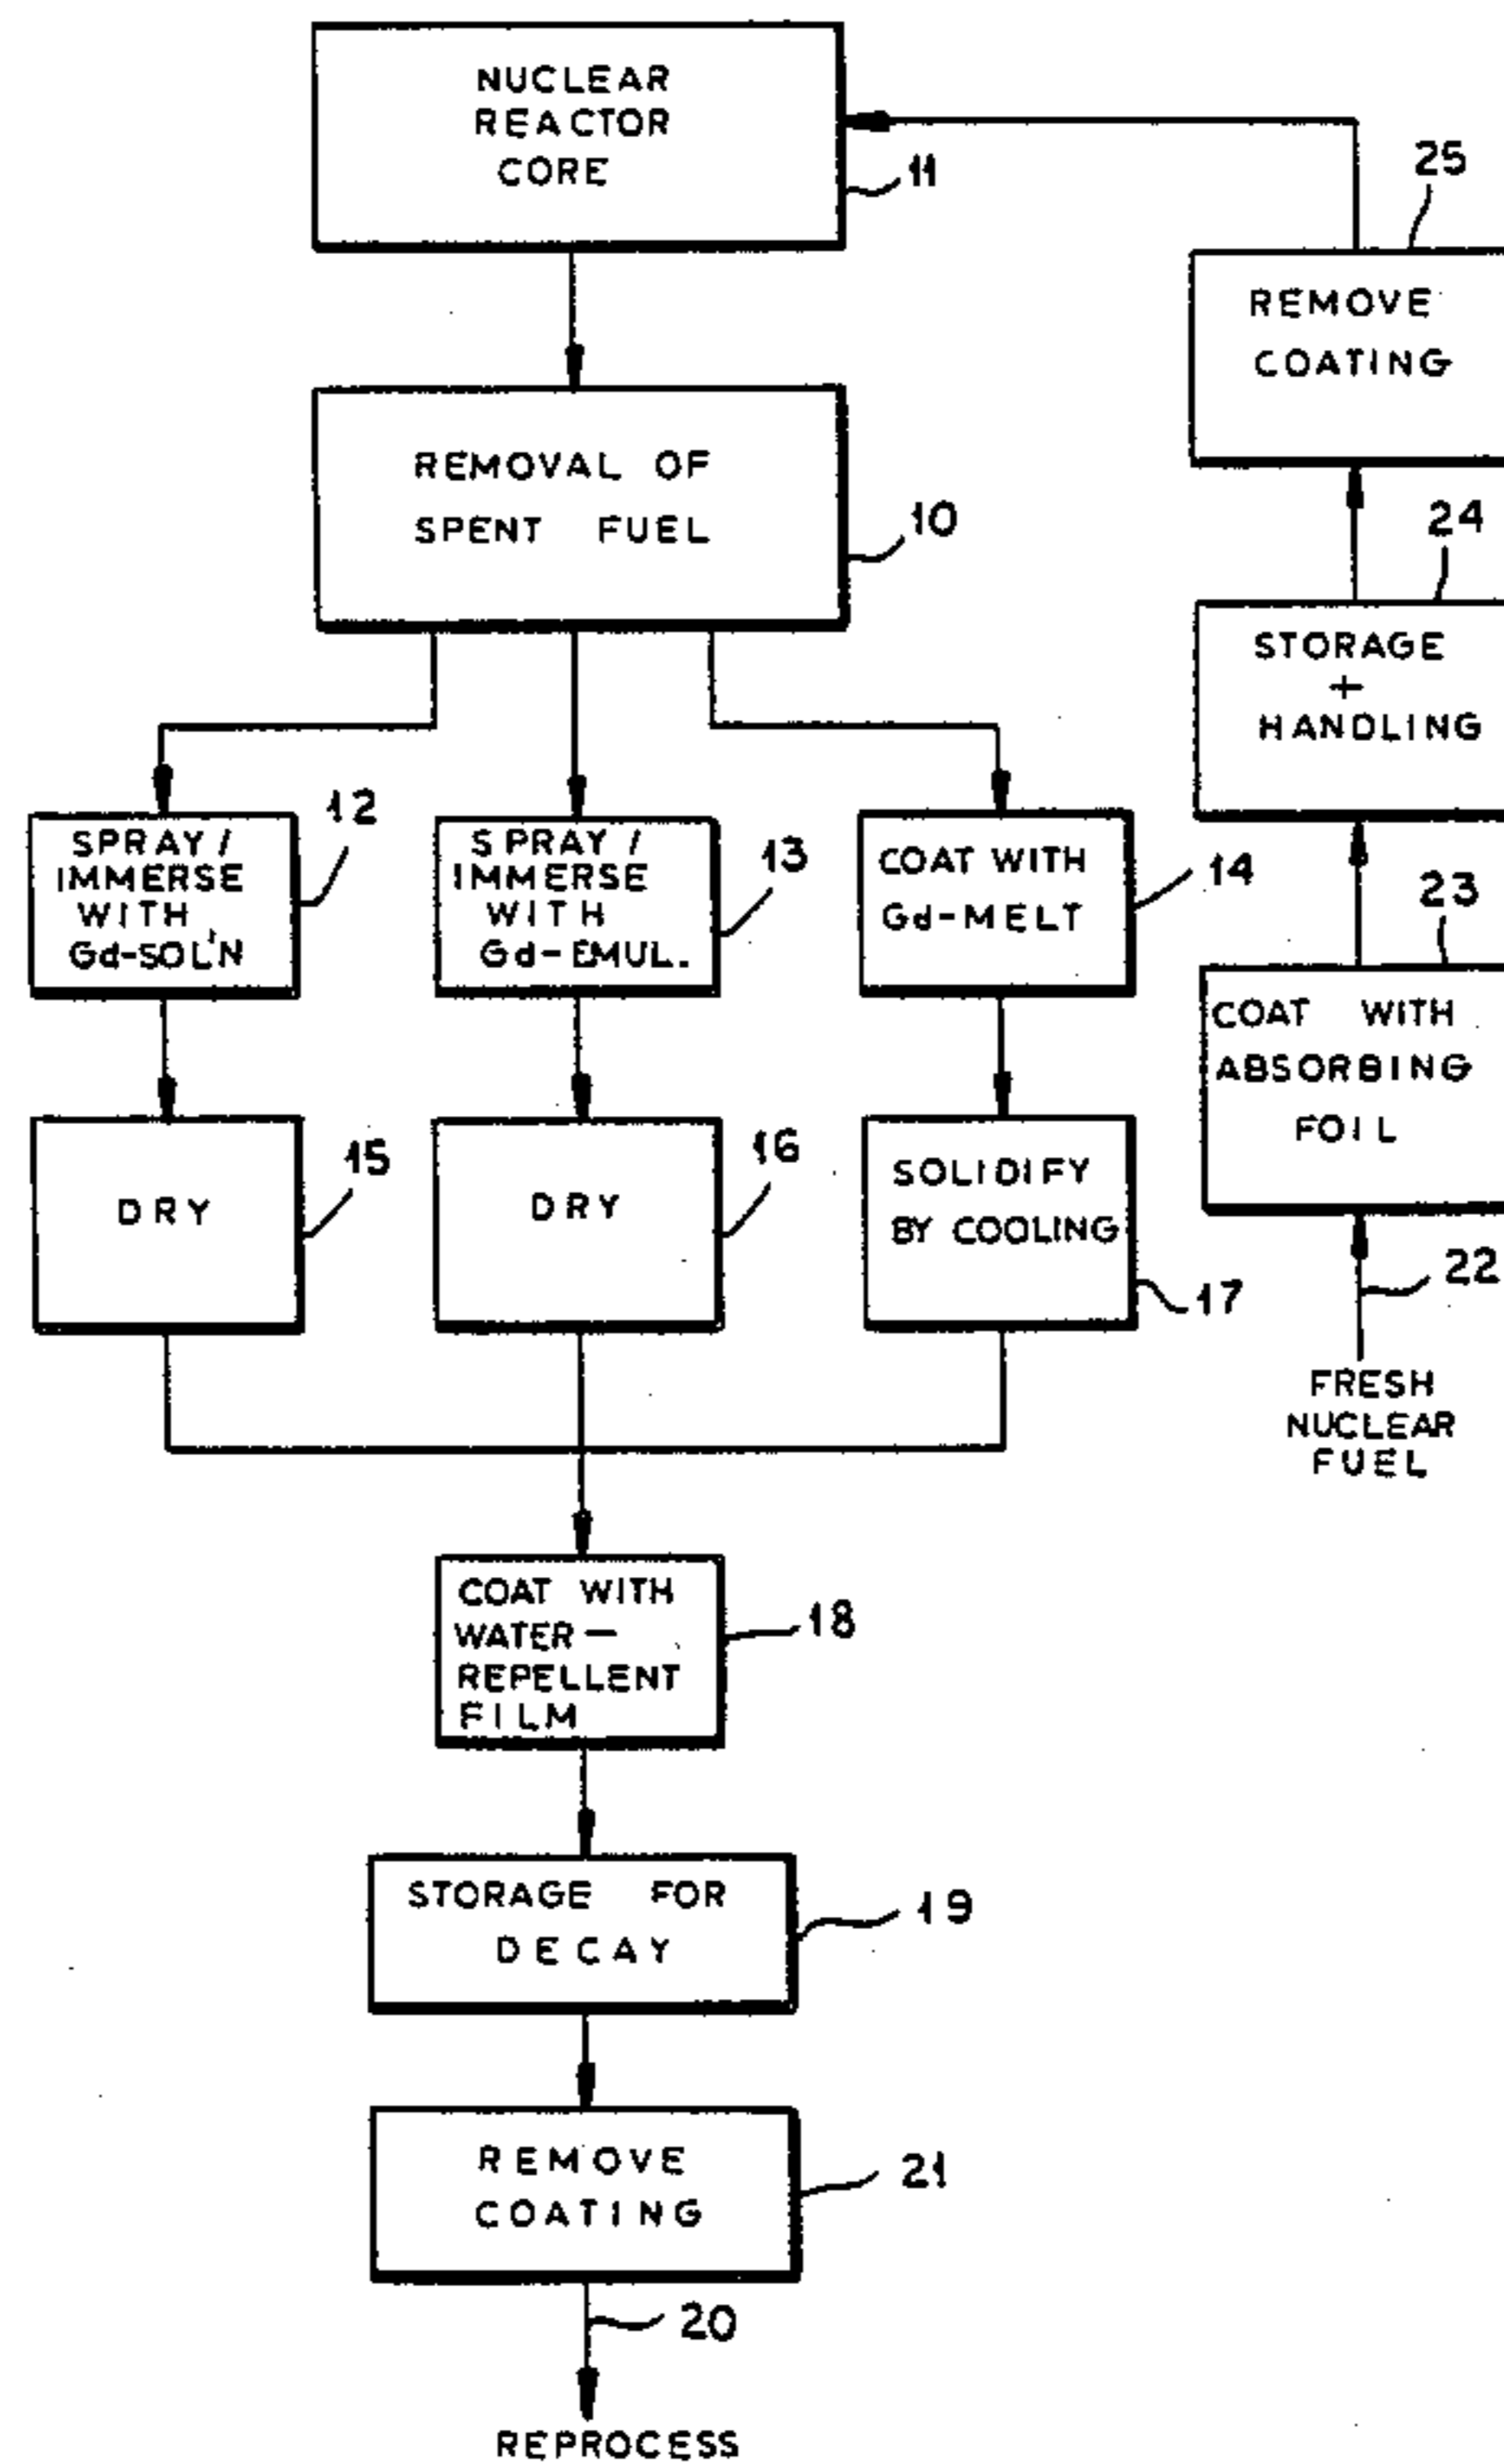 NUCLEAR
REACTOR
CORE
11
REMOVAL OF
SPENT FUEL
10
SPRAY/
IMMERSE
WITH
Gd-SOL'N
12
SPRAY/
IMMERSE
WITH
Gd-EMUL.
13
COAT WITH
Gd-MELT
14
DRY
15
DRY
16
SOLIDIFY
BY COOLING
17
COAT WITH
WATER-
REPELLENT
FILM
18
STORAGE FOR
DECAY
19
REMOVE
COATING
21
20
REPROCESS
25
REMOVE
COATING
24
STORAGE
+
HANDLING
23
COAT WITH
ABSORBING
FOIL
22
FRESH
NUCLEAR
FUEL